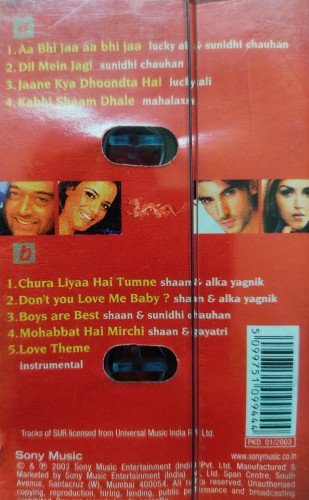 1.Aa Bhi Jaa aa bhi jaa lucky ali & sunidhi chauhan
2.Dil Mein Jagi sunidhi chauhan
3.Jaane Kya Dhoondta Hai lucky ali
4.Kabhi Shaam Dhale mahalaxmi
b
1.Chura Liyaa Hai Tumne shaan & alka yagnik
2.Don't you Love Me Baby ? shaan & alka yagnik
3.Boys are Best shaan & sunidhi chauhan
4.Mohabbat Hai Mirchi shaan & gayatri
5.Love Theme
instrumental
5099751059944
PKD. 01/2003
Tracks of SUR licensed from Universal Music India Pvt. Ltd.
Sony Music
www.sonymusic.co.in
© & ℗ 2003 Sony Music Entertainment (India) Pvt. Ltd. Manufactured &
Marketed by Sony Music Entertainment (India) Span Centre, South
Avenue, Santacruz (W), Mumbai 400054. All rights Unauthorised
copying, reproduction, hiring, lending, public performance and broadcasting